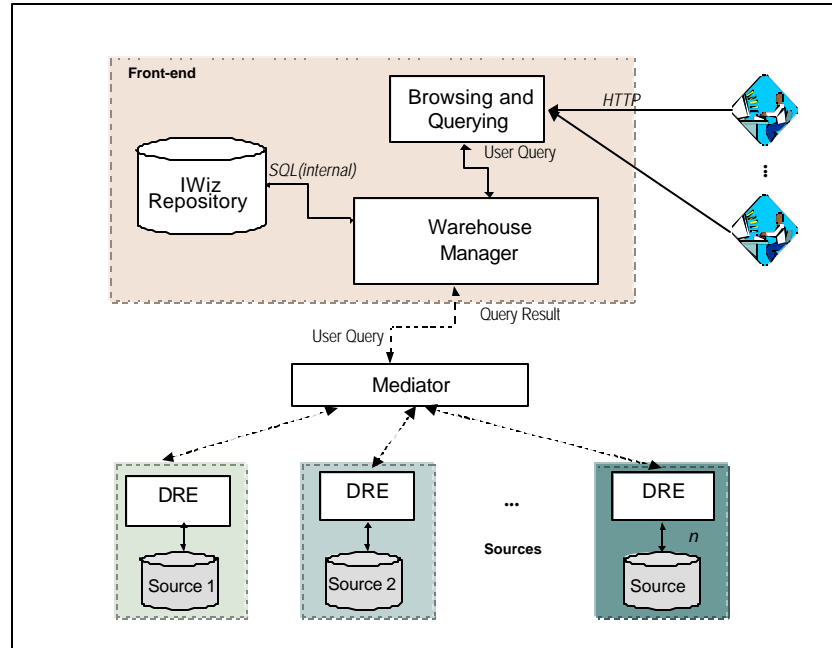 Front-end
Browsing and
Querying
HTTP
User Query
SQL(internal)
IWiz
Repository
...
Warehouse
Manager
Query Result
User Query
Mediator
DRE
DRE
...
DRE
n
Sources
Source 1
Source 2
Source